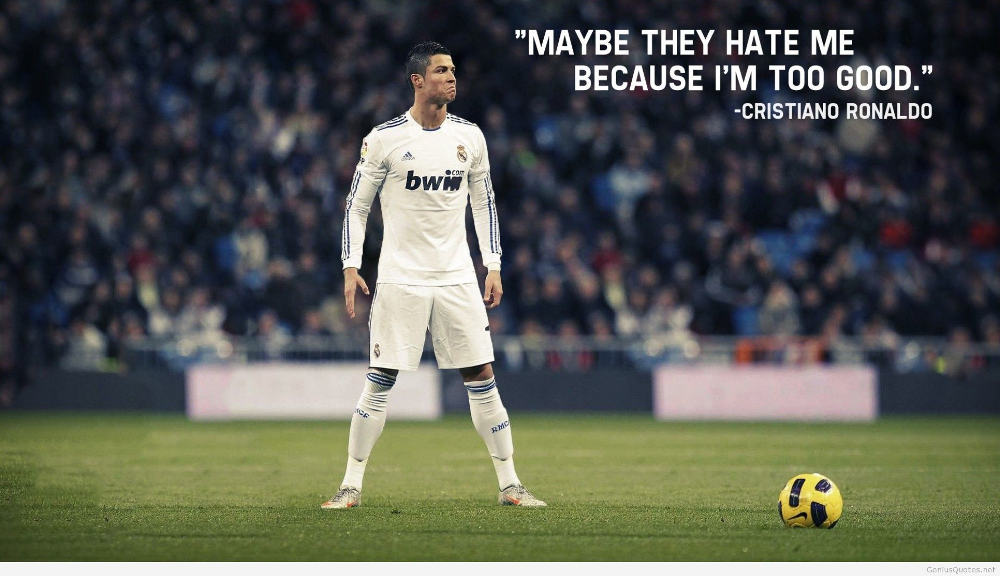 ”MAYBE THEY HATE ME
BECAUSE I’M TOO GOOD.”
-CRISTIANO RONALDO
adidas
bwin
.com
RMCF
RMCF
GeniusQuotes.net